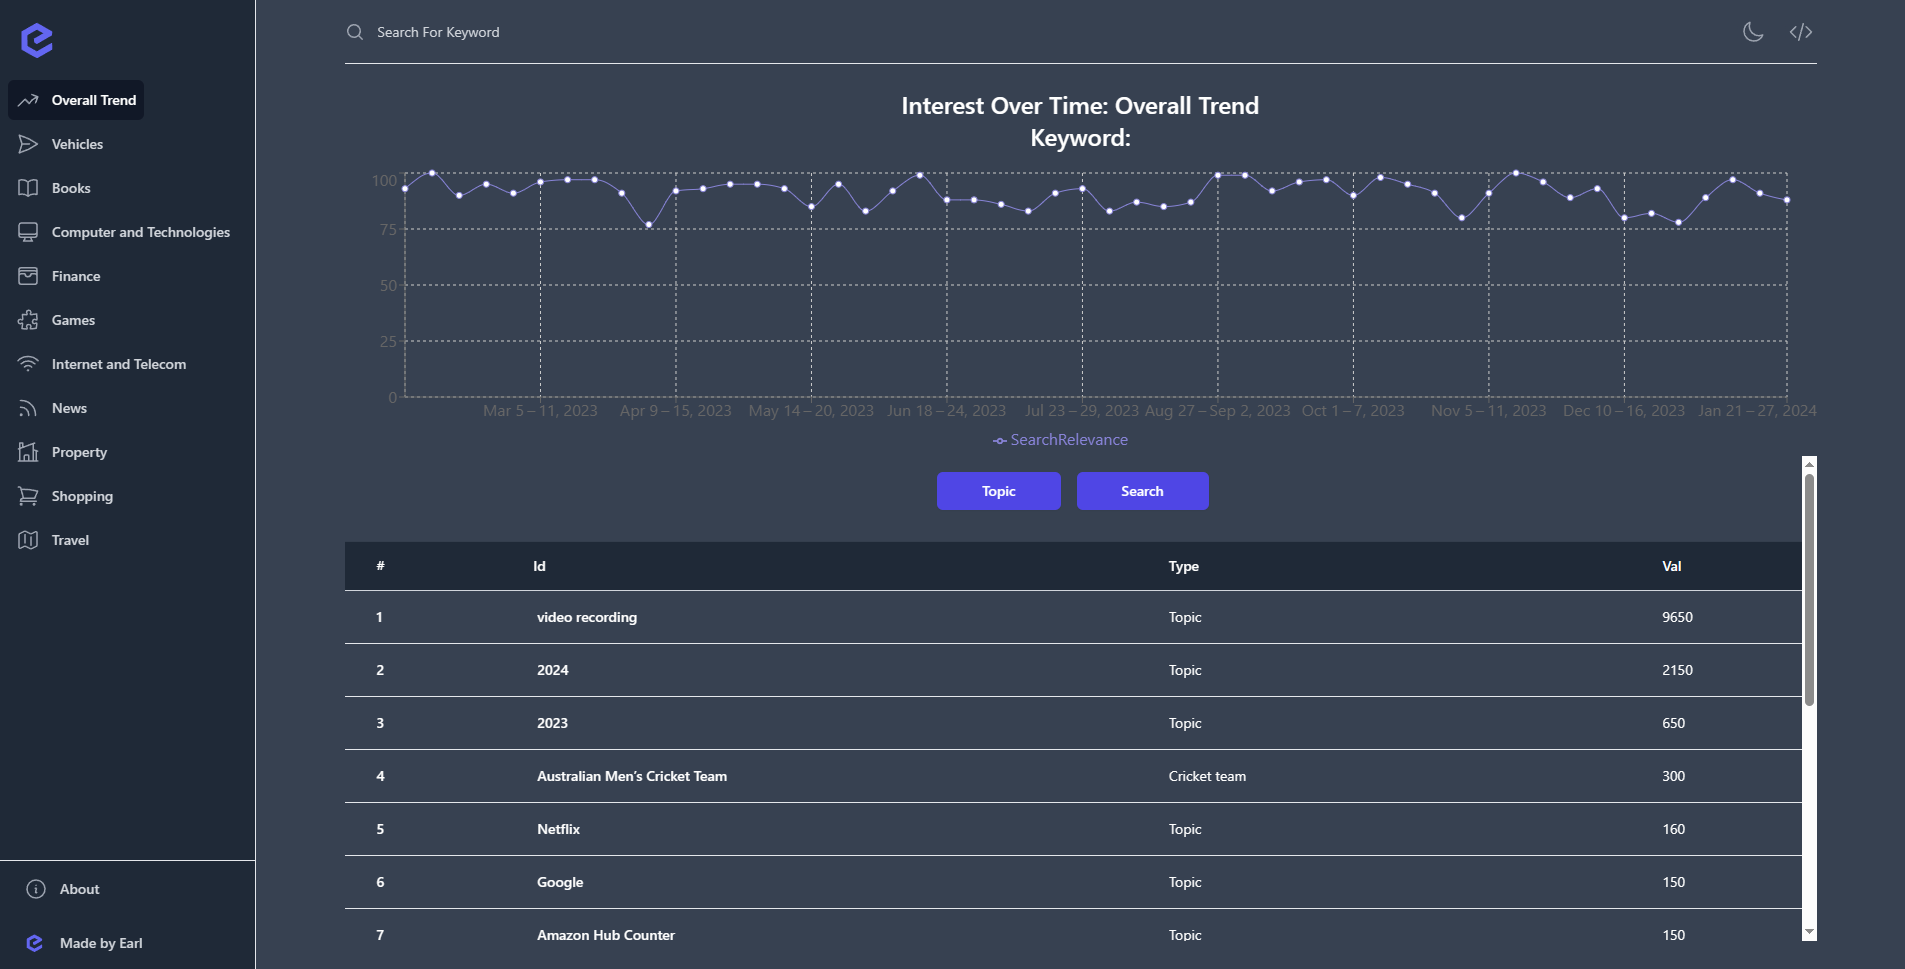 Overall Trend
Vehicles
Books
Computer and Technologies
Finance
Games
Internet and Telecom
News
Property
Shopping
Travel
About
Made by Earl
Search For Keyword
Interest Over Time: Overall Trend
Keyword:
100
75
50
25
0
Mar 5 – 11, 2023 Apr 9 – 15, 2023 May 14 – 20, 2023 Jun 18 – 24, 2023 Jul 23 – 29, 2023 Aug 27 – Sep 2, 2023 Oct 1 – 7, 2023 Nov 5 – 11, 2023 Dec 10 – 16, 2023 Jan 21 – 27, 2024
SearchRelevance
Topic Search
# Id Type Val
1 video recording Topic 9650
2 2024 Topic 2150
3 2023 Topic 650
4 Australian Men's Cricket Team Cricket team 300
5 Netflix Topic 160
6 Google Topic 150
7 Amazon Hub Counter Topic 150